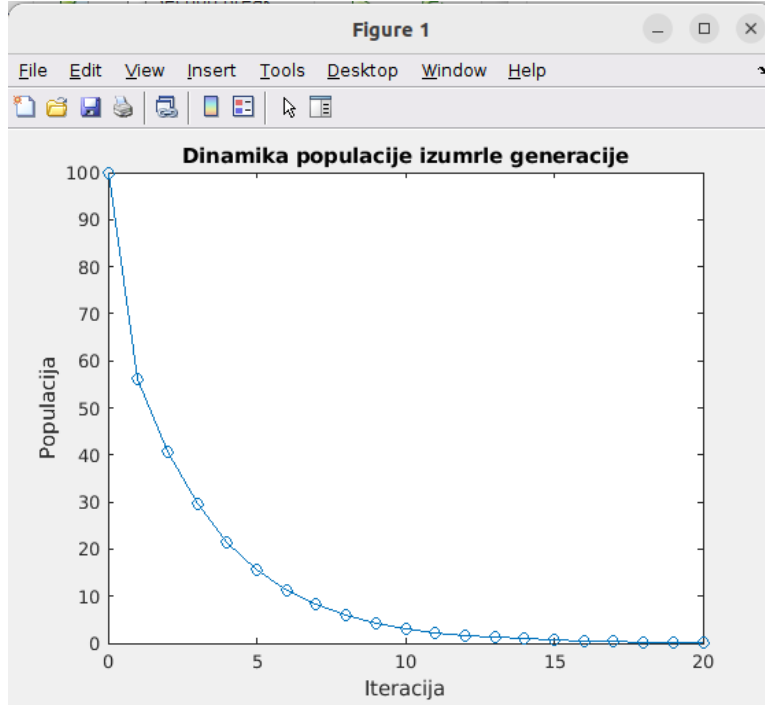 Figure 1
File Edit View Insert Tools Desktop Window Help
Dinamika populacije izumrle generacije
100
90
80
70
60
50
40
30
20
10
0
Populacija
0 5 10 15 20
Iteracija